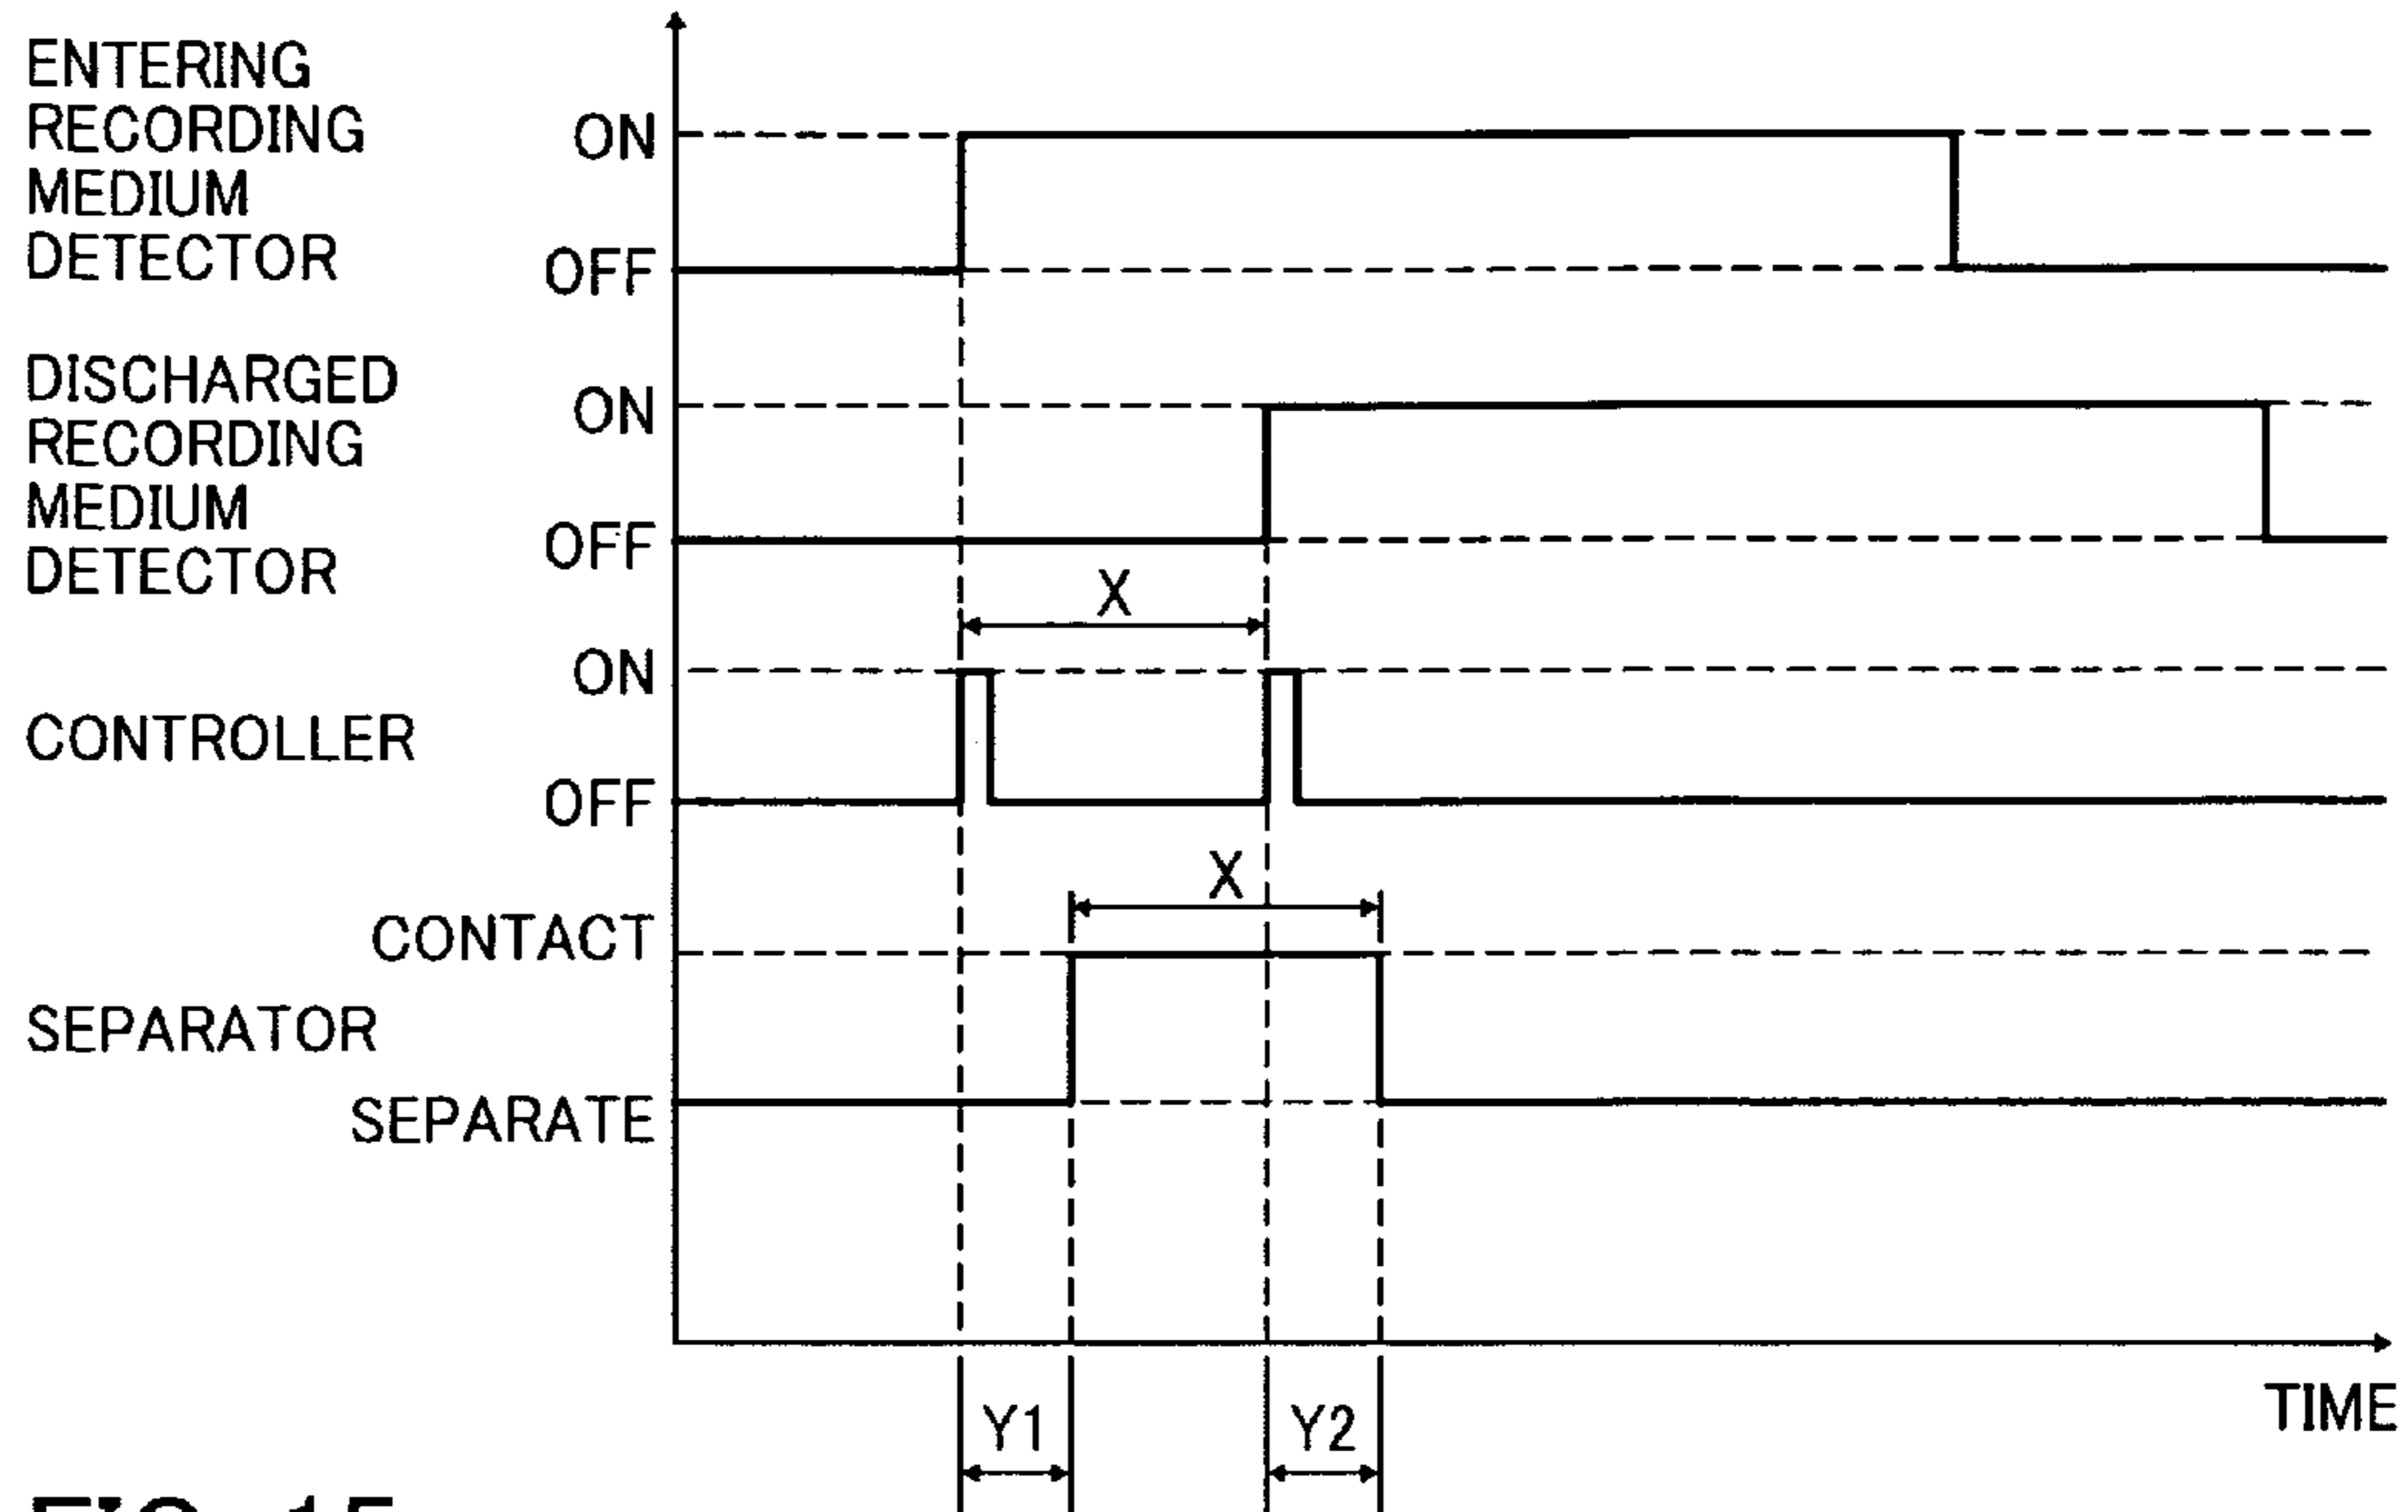 ENTERING
RECORDING
MEDIUM
DETECTOR
ON
OFF
DISCHARGED
RECORDING
MEDIUM
DETECTOR
ON
OFF
X
CONTROLLER
ON
OFF
X
SEPARATOR
CONTACT
SEPARATE
TIME
Y1
Y2